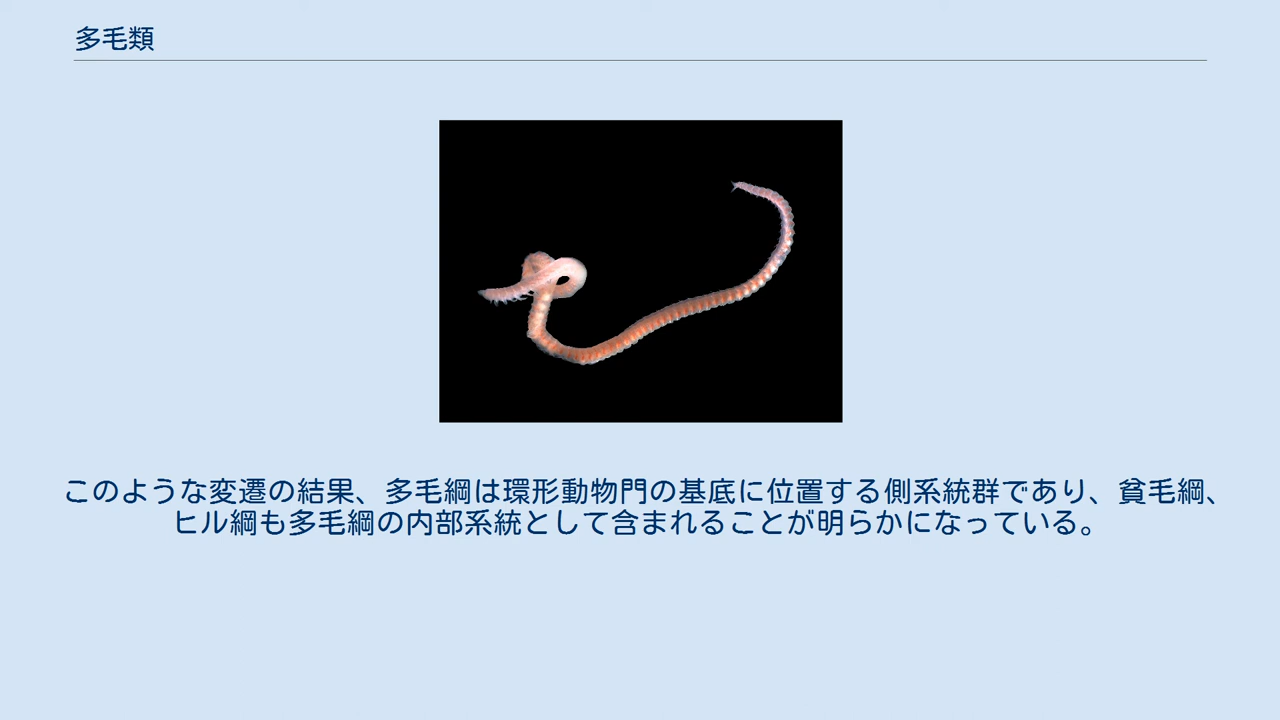 多毛類
このような変遷の結果、多毛綱は環形動物門の基底に位置する側系統群であり、貧毛綱、
ヒル綱も多毛綱の内部系統として含まれることが明らかになっている。